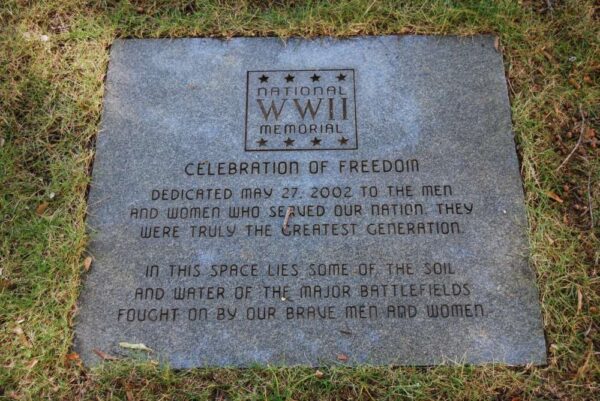 NATIONAL
WWII
MEMORIAL
CELEBRATION OF FREEDOM
DEDICATED MAY 27, 2002 TO THE MEN
AND WOMEN WHO SERVED OUR NATION. THEY
WERE TRULY THE GREATEST GENERATION.
IN THIS SPACE LIES SOME OF THE SOIL
AND WATER OF THE MAJOR BATTLEFIELDS
FOUGHT ON BY OUR BRAVE MEN AND WOMEN.